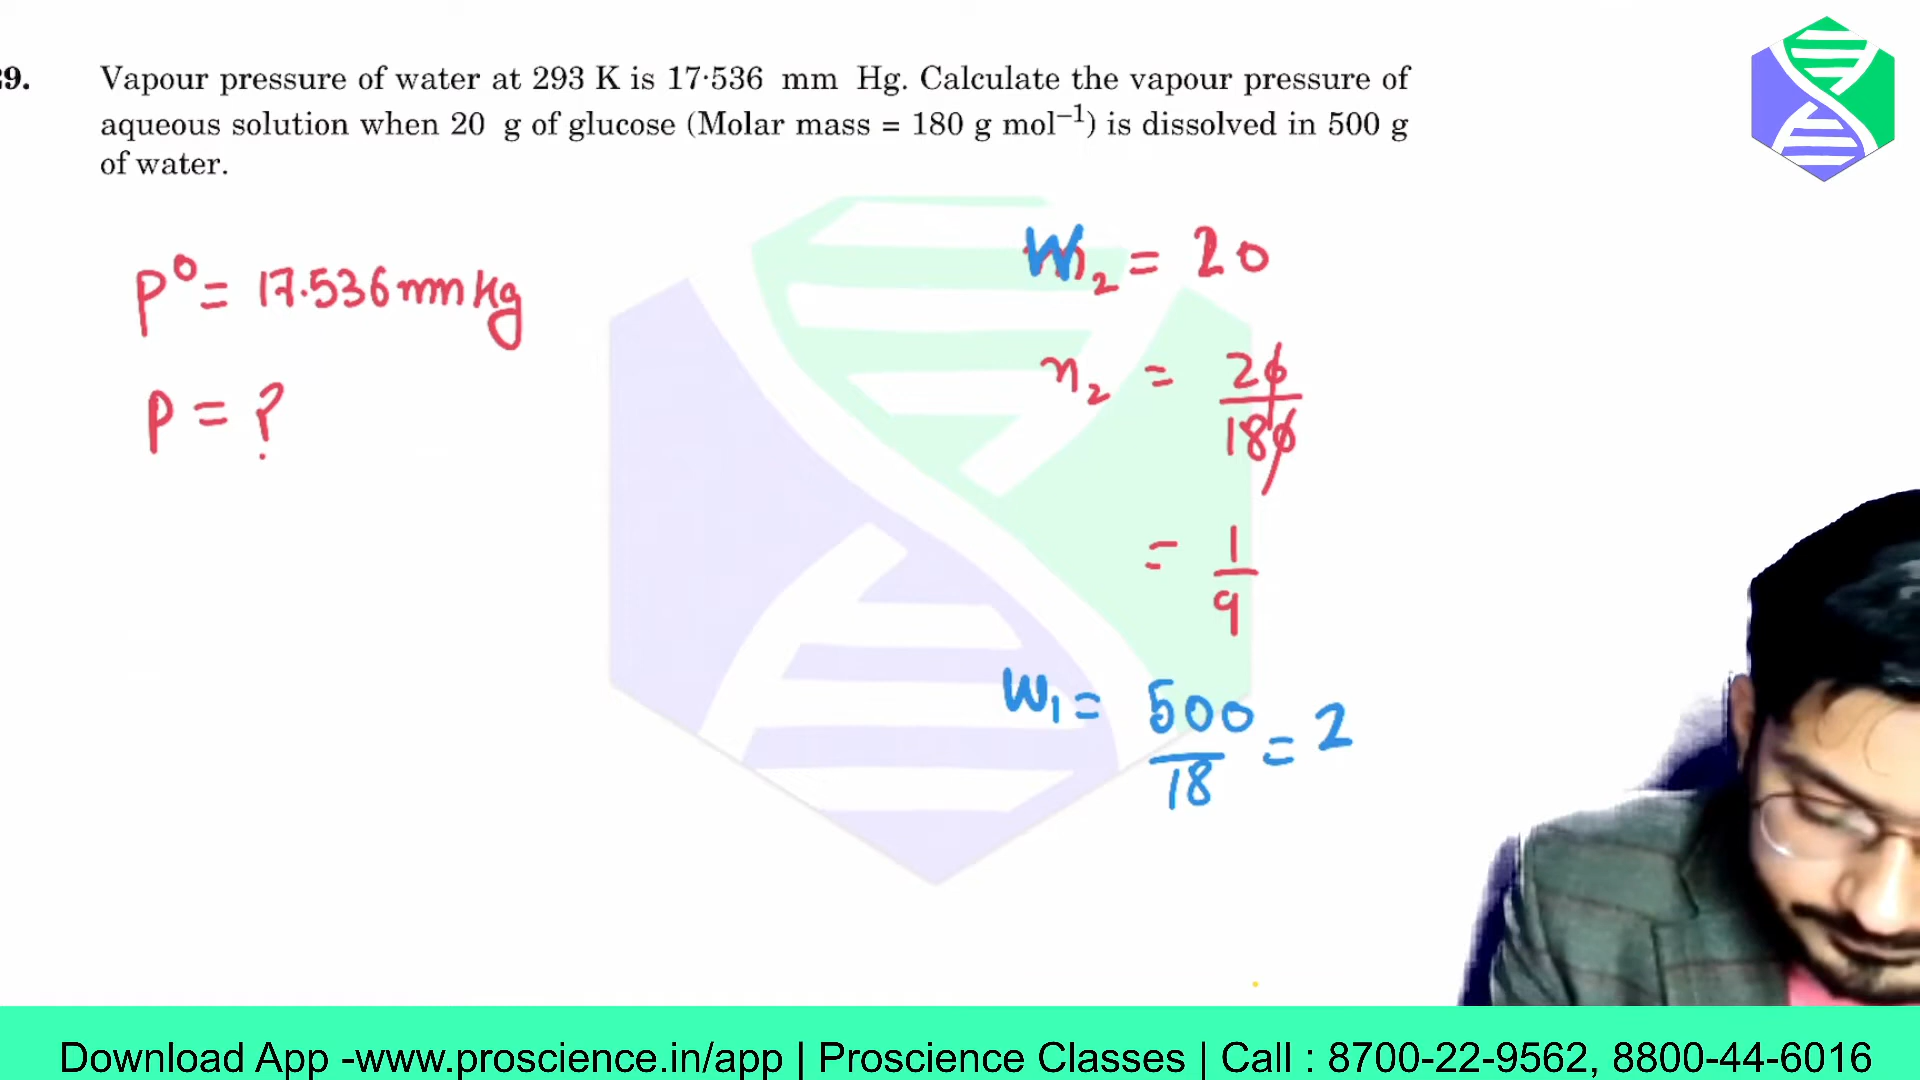 29.
Vapour pressure of water at 293 K is 17·536 mm Hg. Calculate the vapour pressure of
aqueous solution when 20 g of glucose (Molar mass = 180 g mol⁻¹) is dissolved in 500 g
of water.
P⁰ = 17.536 mm Hg
P = ?
W₂ = 20
n₂ = 20/180
= 1/9
W₁ = 500/18 = 2
Download App -www.proscience.in/app | Proscience Classes | Call : 8700-22-9562, 8800-44-6016